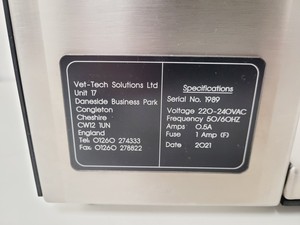 Vet-Tech Solutions Ltd
Unit 17
Daneside Business Park
Congleton
Cheshire
CW12 1UN
England
Tel: 01260 274333
Fax: 01260 278822
Specifications
Serial No. 1989
Voltage 220-240VAC
Frequency 50/60HZ
Amps 0.5A
Fuse 1 Amp (F)
Date 2021